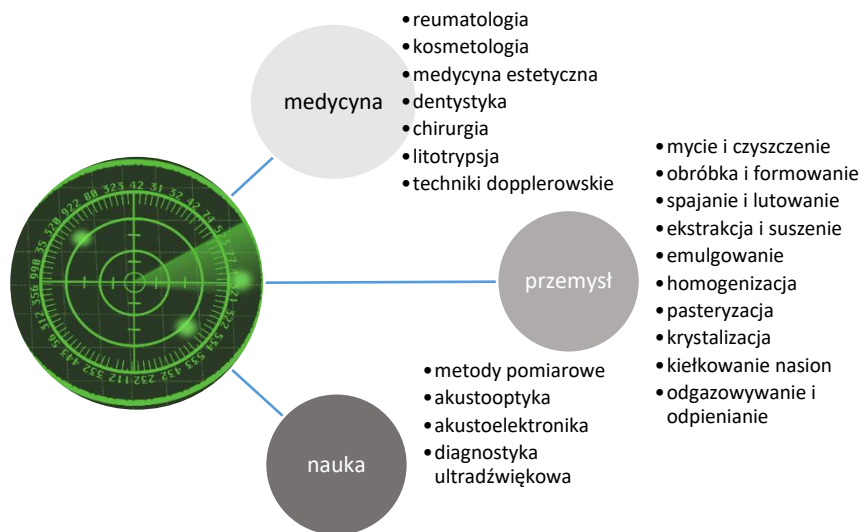 medycyna
• reumatologia
• kosmetologia
• medycyna estetyczna
• dentystyka
• chirurgia
• litotrypsja
• techniki dopplerowskie
przemysł
• mycie i czyszczenie
• obróbka i formowanie
• spajanie i lutowanie
• ekstrakcja i suszenie
• emulgowanie
• homogenizacja
• pasteryzacja
• krystalizacja
• kiełkowanie nasion
• odgazowywanie i
odpienianie
nauka
• metody pomiarowe
• akustooptyka
• akustoelektronika
• diagnostyka
ultradźwiękowa